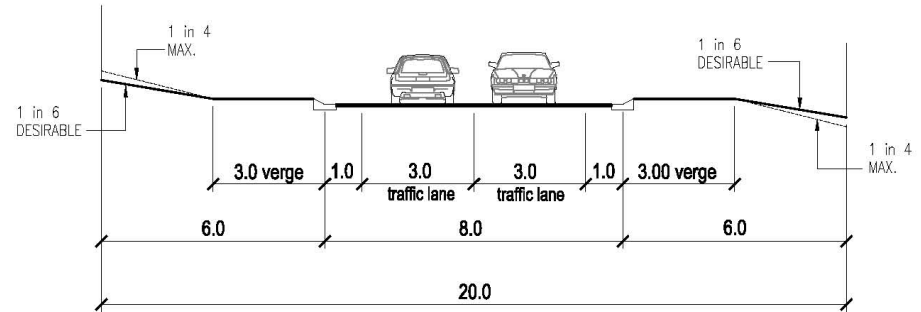 1 in 4
MAX.
1 in 6
DESIRABLE
1 in 6
DESIRABLE
1 in 4
MAX.
3.0 verge
1.0
3.0
traffic lane
3.0
traffic lane
1.0
3.00 verge
6.0
8.0
6.0
20.0